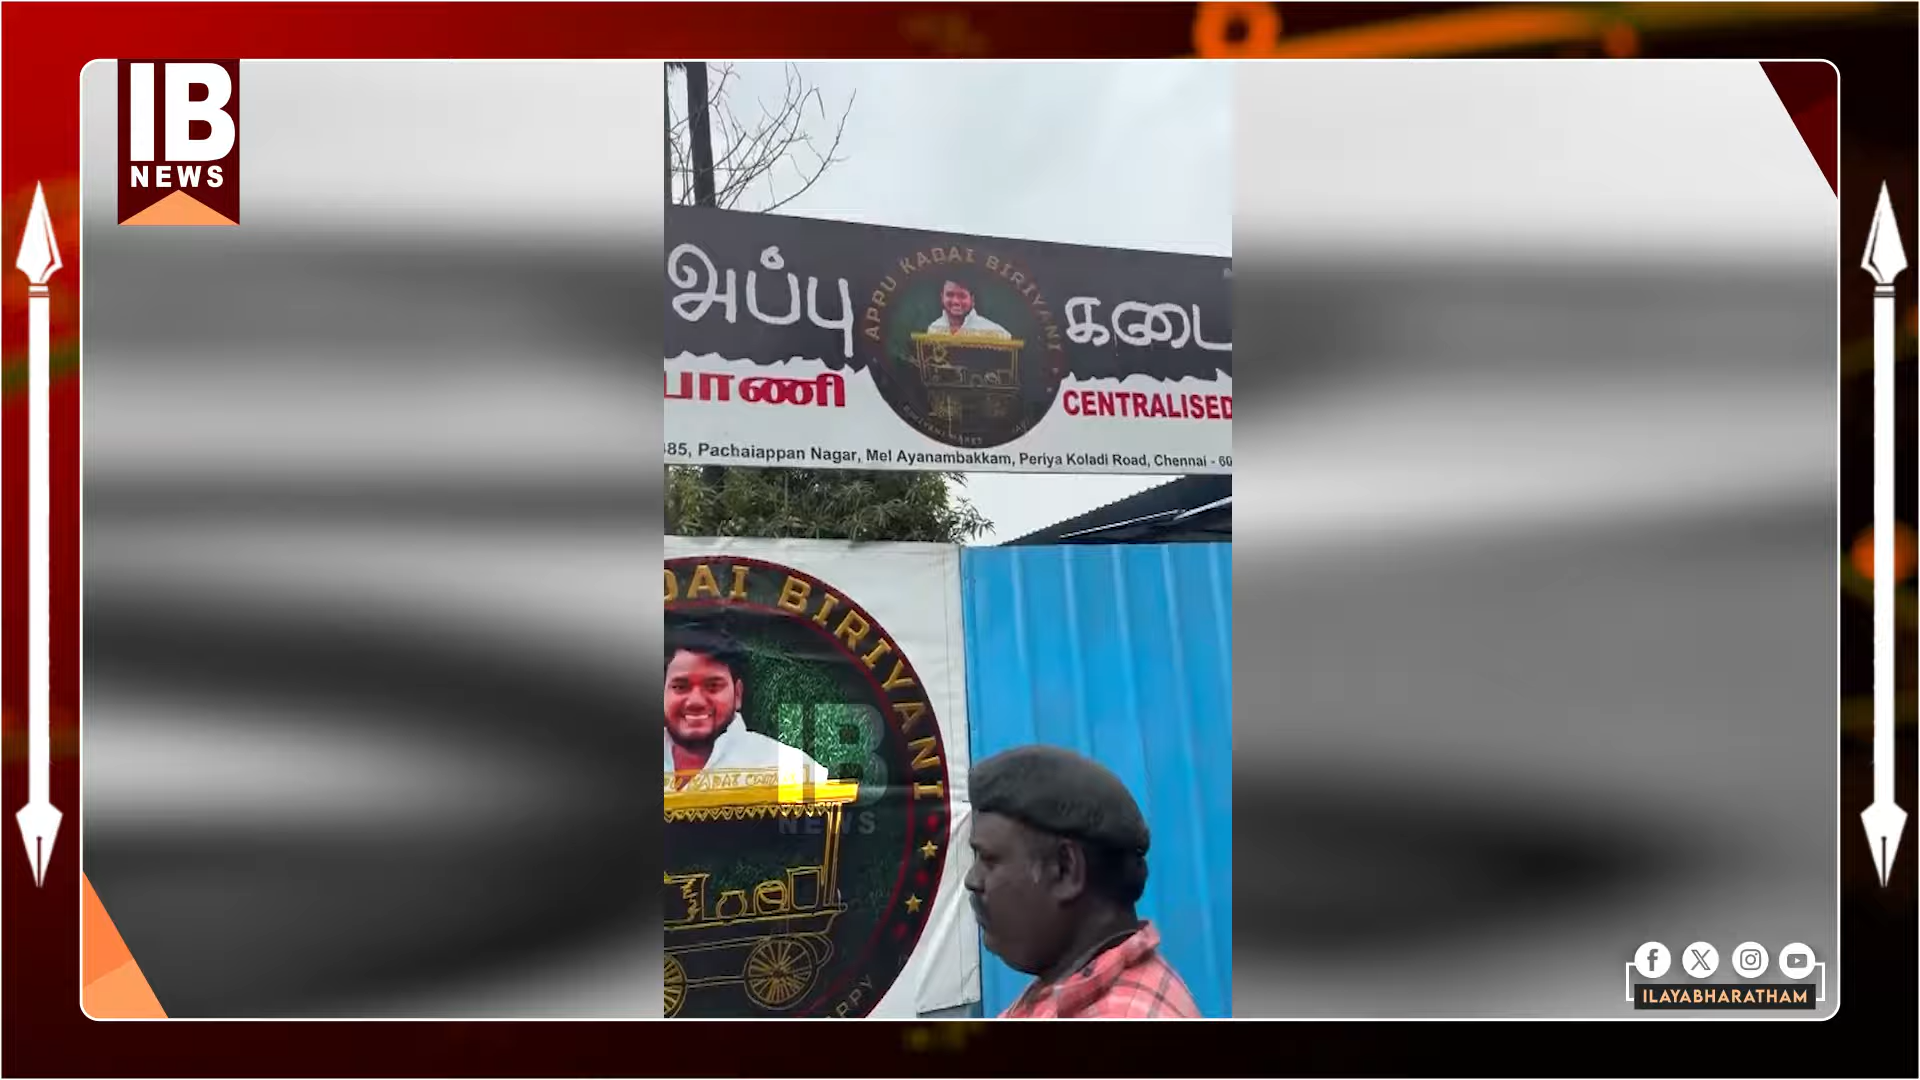 IB
NEWS
அப்பு
APPU KADAI BIRIYANI
கடை
CENTRALISED
85, Pachaiappan Nagar, Mel Ayanambakkam, Periya Koladi Road, Chennai - 60
BIRIYANI
IB
NEWS
ILAYABHARATHAM